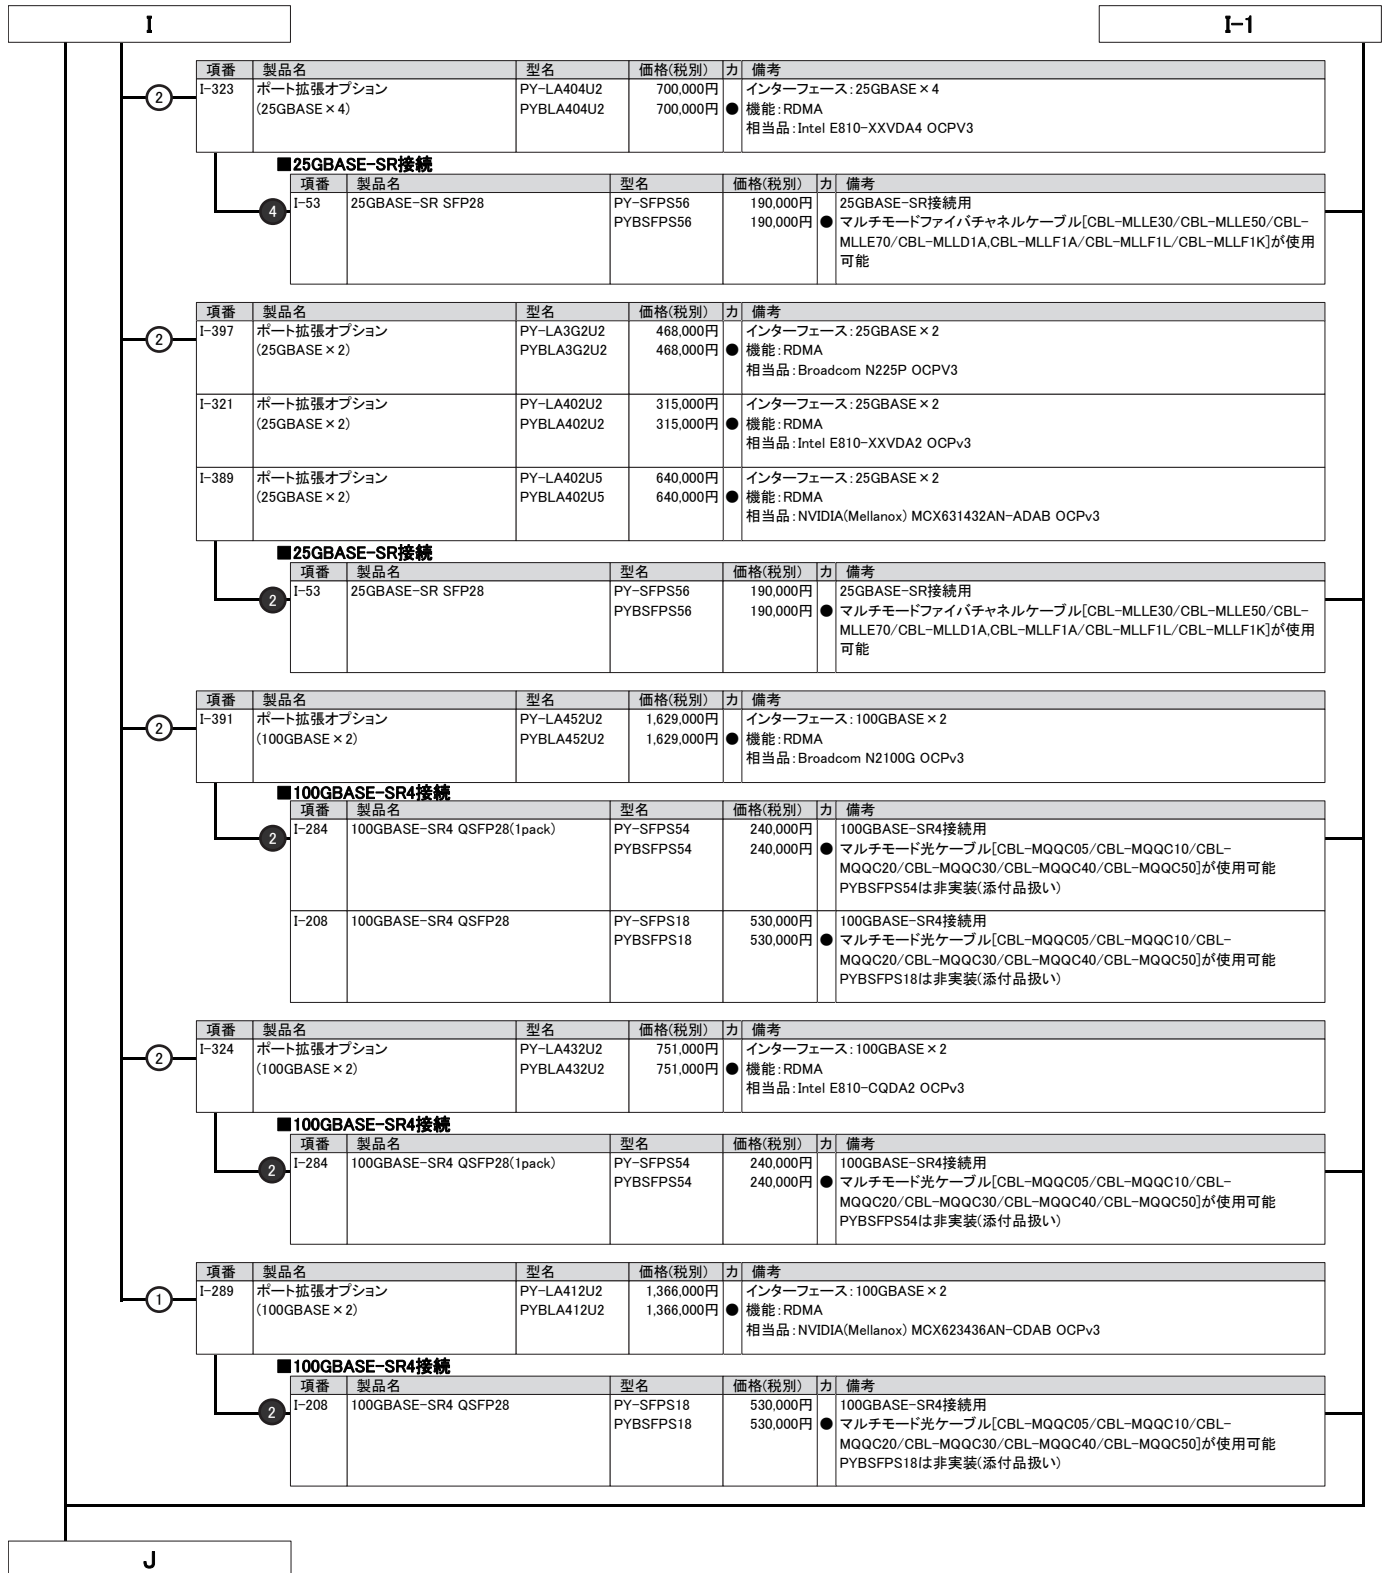 I
I-1
項番 製品名 型名 価格(税別) カ 備考
② I-323 ポート拡張オプション PY-LA404U2 700,000円 インターフェース:25GBASE×4
(25GBASE×4) PYBLA404U2 700,000円 ● 機能:RDMA
相当品:Intel E810-XXVDA4 OCPV3
■25GBASE-SR接続
項番 製品名 型名 価格(税別) カ 備考
4 I-53 25GBASE-SR SFP28 PY-SFPS56 190,000円 25GBASE-SR接続用
PYBSFPS56 190,000円 ● マルチモードファイバチャネルケーブル[CBL-MLLE30/CBL-MLLE50/CBL-
MLLE70/CBL-MLLD1A,CBL-MLLF1A/CBL-MLLF1L/CBL-MLLF1K]が使用
可能
項番 製品名 型名 価格(税別) カ 備考
② I-397 ポート拡張オプション PY-LA3G2U2 468,000円 インターフェース:25GBASE×2
(25GBASE×2) PYBLA3G2U2 468,000円 ● 機能:RDMA
相当品:Broadcom N225P OCPV3
I-321 ポート拡張オプション PY-LA402U2 315,000円 インターフェース:25GBASE×2
(25GBASE×2) PYBLA402U2 315,000円 ● 機能:RDMA
相当品:Intel E810-XXVDA2 OCPv3
I-389 ポート拡張オプション PY-LA402U5 640,000円 インターフェース:25GBASE×2
(25GBASE×2) PYBLA402U5 640,000円 ● 機能:RDMA
相当品:NVIDIA(Mellanox) MCX631432AN-ADAB OCPv3
■25GBASE-SR接続
項番 製品名 型名 価格(税別) カ 備考
2 I-53 25GBASE-SR SFP28 PY-SFPS56 190,000円 25GBASE-SR接続用
PYBSFPS56 190,000円 ● マルチモードファイバチャネルケーブル[CBL-MLLE30/CBL-MLLE50/CBL-
MLLE70/CBL-MLLD1A,CBL-MLLF1A/CBL-MLLF1L/CBL-MLLF1K]が使用
可能
項番 製品名 型名 価格(税別) カ 備考
② I-391 ポート拡張オプション PY-LA452U2 1,629,000円 インターフェース:100GBASE×2
(100GBASE×2) PYBLA452U2 1,629,000円 ● 機能:RDMA
相当品:Broadcom N2100G OCPv3
■100GBASE-SR4接続
項番 製品名 型名 価格(税別) カ 備考
2 I-284 100GBASE-SR4 QSFP28(1pack) PY-SFPS54 240,000円 100GBASE-SR4接続用
PYBSFPS54 240,000円 ● マルチモード光ケーブル[CBL-MQQC05/CBL-MQQC10/CBL-
MQQC20/CBL-MQQC30/CBL-MQQC40/CBL-MQQC50]が使用可能
PYBSFPS54は非実装(添付品扱い)
I-208 100GBASE-SR4 QSFP28 PY-SFPS18 530,000円 100GBASE-SR4接続用
PYBSFPS18 530,000円 ● マルチモード光ケーブル[CBL-MQQC05/CBL-MQQC10/CBL-
MQQC20/CBL-MQQC30/CBL-MQQC40/CBL-MQQC50]が使用可能
PYBSFPS18は非実装(添付品扱い)
項番 製品名 型名 価格(税別) カ 備考
② I-324 ポート拡張オプション PY-LA432U2 751,000円 インターフェース:100GBASE×2
(100GBASE×2) PYBLA432U2 751,000円 ● 機能:RDMA
相当品:Intel E810-CQDA2 OCPv3
■100GBASE-SR4接続
項番 製品名 型名 価格(税別) カ 備考
2 I-284 100GBASE-SR4 QSFP28(1pack) PY-SFPS54 240,000円 100GBASE-SR4接続用
PYBSFPS54 240,000円 ● マルチモード光ケーブル[CBL-MQQC05/CBL-MQQC10/CBL-
MQQC20/CBL-MQQC30/CBL-MQQC40/CBL-MQQC50]が使用可能
PYBSFPS54は非実装(添付品扱い)
項番 製品名 型名 価格(税別) カ 備考
① I-289 ポート拡張オプション PY-LA412U2 1,366,000円 インターフェース:100GBASE×2
(100GBASE×2) PYBLA412U2 1,366,000円 ● 機能:RDMA
相当品:NVIDIA(Mellanox) MCX623436AN-CDAB OCPv3
■100GBASE-SR4接続
項番 製品名 型名 価格(税別) カ 備考
2 I-208 100GBASE-SR4 QSFP28 PY-SFPS18 530,000円 100GBASE-SR4接続用
PYBSFPS18 530,000円 ● マルチモード光ケーブル[CBL-MQQC05/CBL-MQQC10/CBL-
MQQC20/CBL-MQQC30/CBL-MQQC40/CBL-MQQC50]が使用可能
PYBSFPS18は非実装(添付品扱い)
J